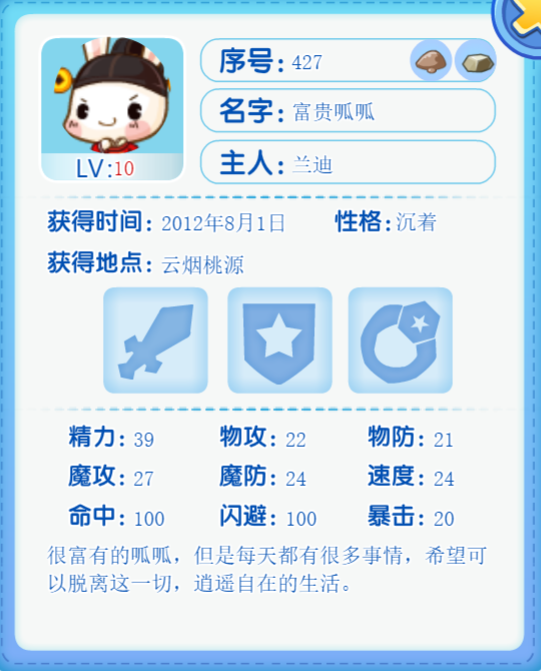 序号: 427
名字: 富贵呱呱
LV:10
主人: 兰迪
获得时间: 2012年8月1日 性格: 沉着
获得地点: 云烟桃源
精力: 39 物攻: 22 物防: 21
魔攻: 27 魔防: 24 速度: 24
命中: 100 闪避: 100 暴击: 20
很富有的呱呱，但是每天都有很多事情，希望可
以脱离这一切，逍遥自在的生活。